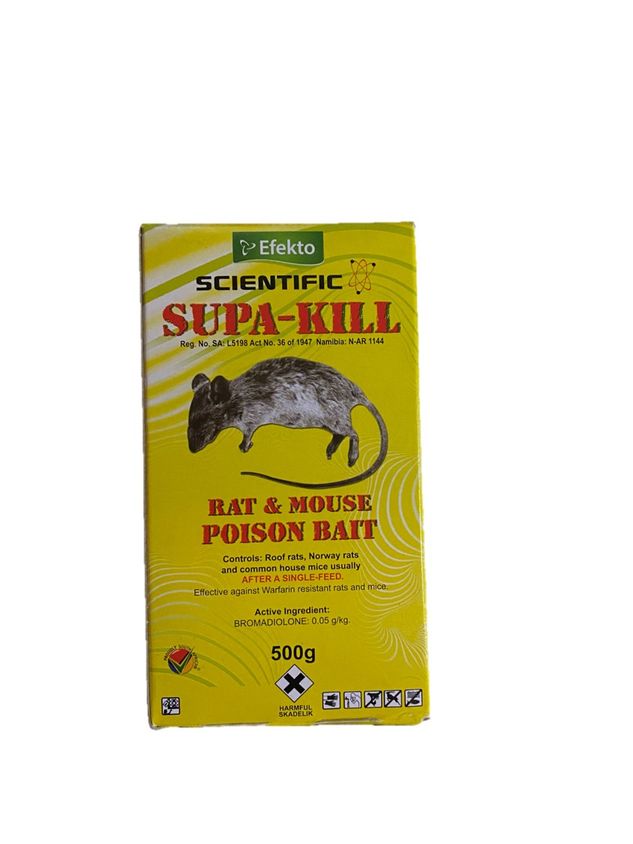 Efekto
SCIENTIFIC
SUPA-KILL
Reg. No. SA: L5198 Act No. 36 of 1947 Namibia: N-AR 1144
RAT & MOUSE
POISON BAIT
Controls: Roof rats, Norway rats
and common house mice usually
AFTER A SINGLE-FEED.
Effective against Warfarin resistant rats and mice.
Active Ingredient:
BROMADIOLONE: 0.05 g/kg.
500g
HARMFUL
SKADELIK